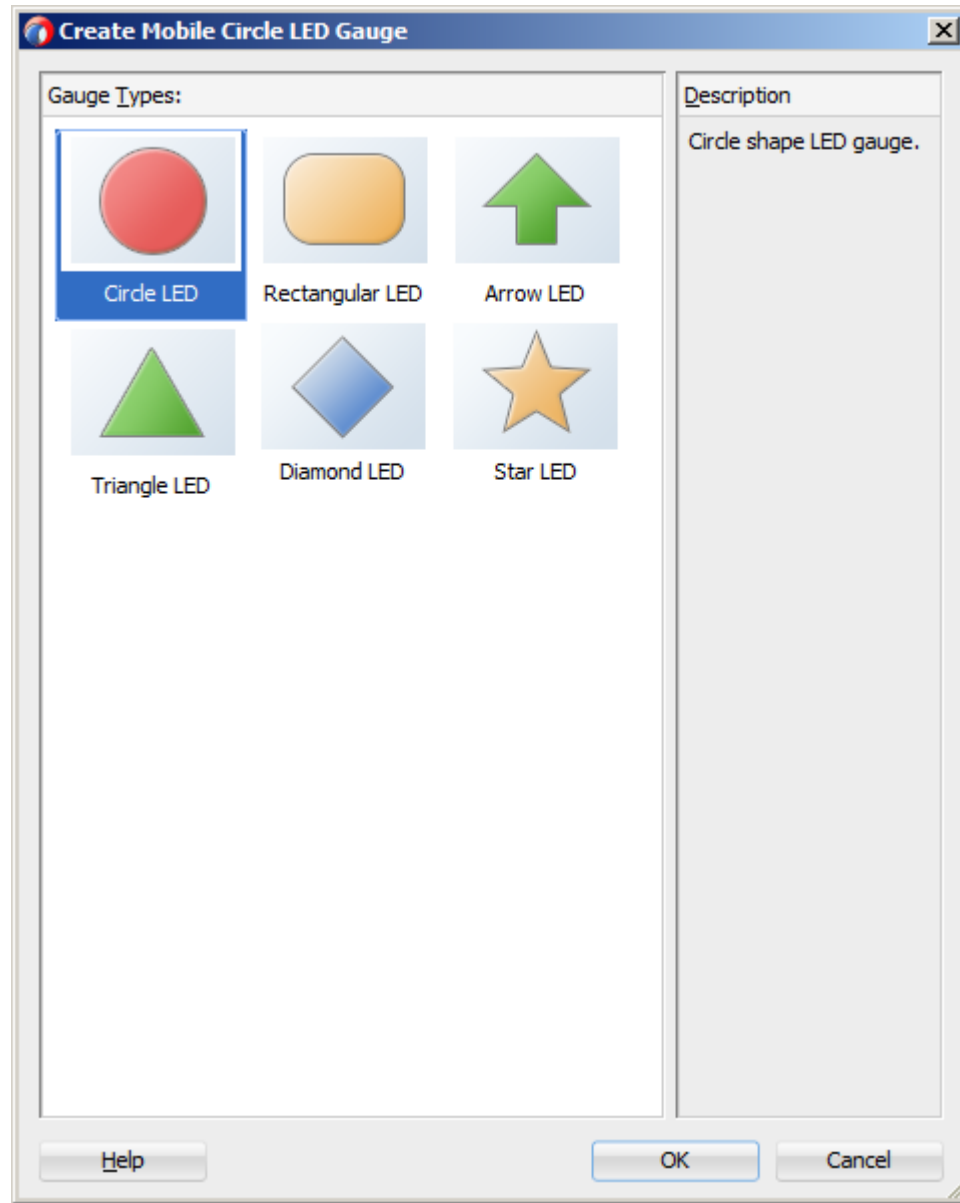 Create Mobile Circle LED Gauge
Gauge Types:
Description
Circle shape LED gauge.
Circle LED
Rectangular LED
Arrow LED
Triangle LED
Diamond LED
Star LED
Help
OK
Cancel